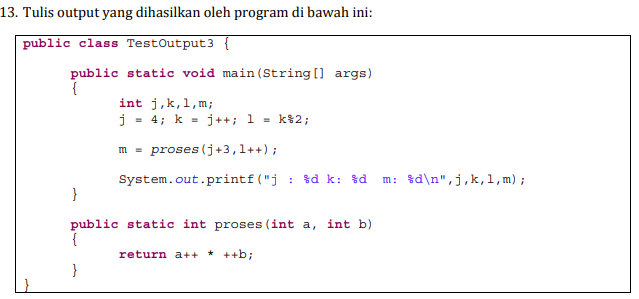 13. Tulis output yang dihasilkan oleh program di bawah ini:
public class TestOutput3 {
public static void main(String[] args)
{
int j,k,l,m;
j = 4; k = j++; l = k%2;
m = proses(j+3,l++);
System.out.printf("j : %d k: %d  m: %d\n",j,k,l,m);
}
public static int proses(int a, int b)
{
return a++ * ++b;
}
}